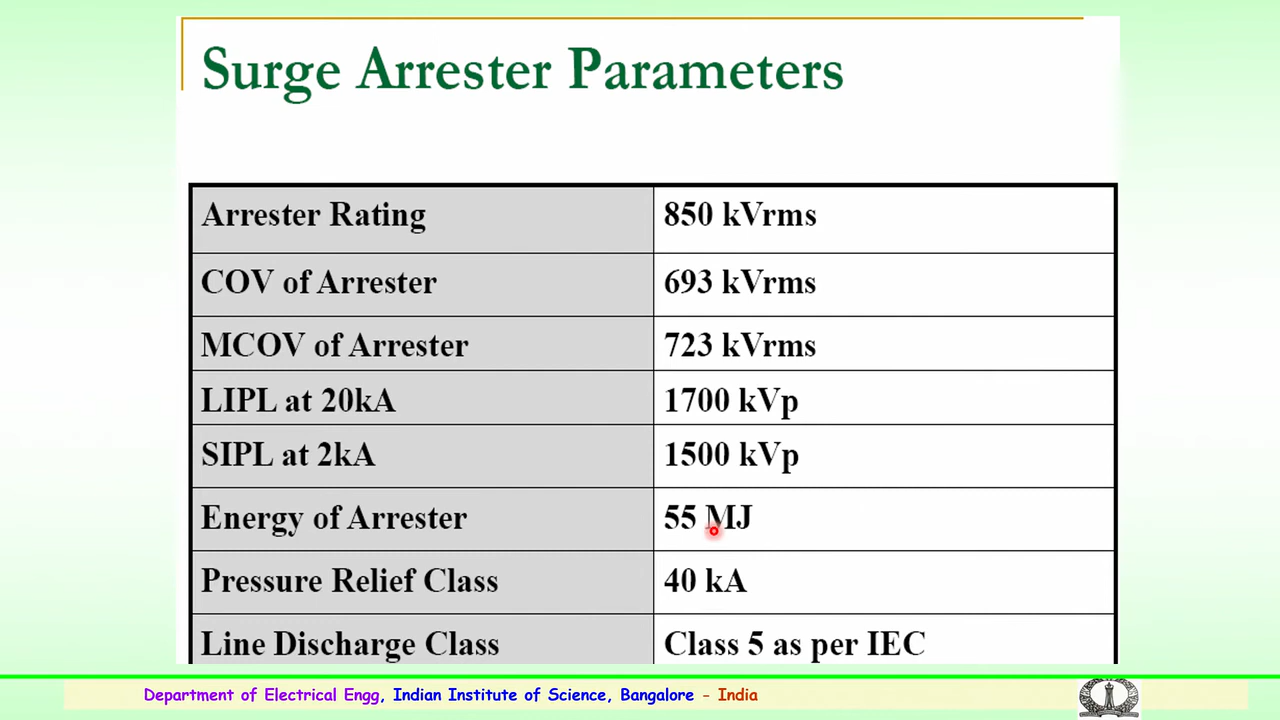 Surge Arrester Parameters
Arrester Rating 850 kVrms
COV of Arrester 693 kVrms
MCOV of Arrester 723 kVrms
LIPL at 20kA 1700 kVp
SIPL at 2kA 1500 kVp
Energy of Arrester 55 MJ
Pressure Relief Class 40 kA
Line Discharge Class Class 5 as per IEC
Department of Electrical Engg, Indian Institute of Science, Bangalore - India